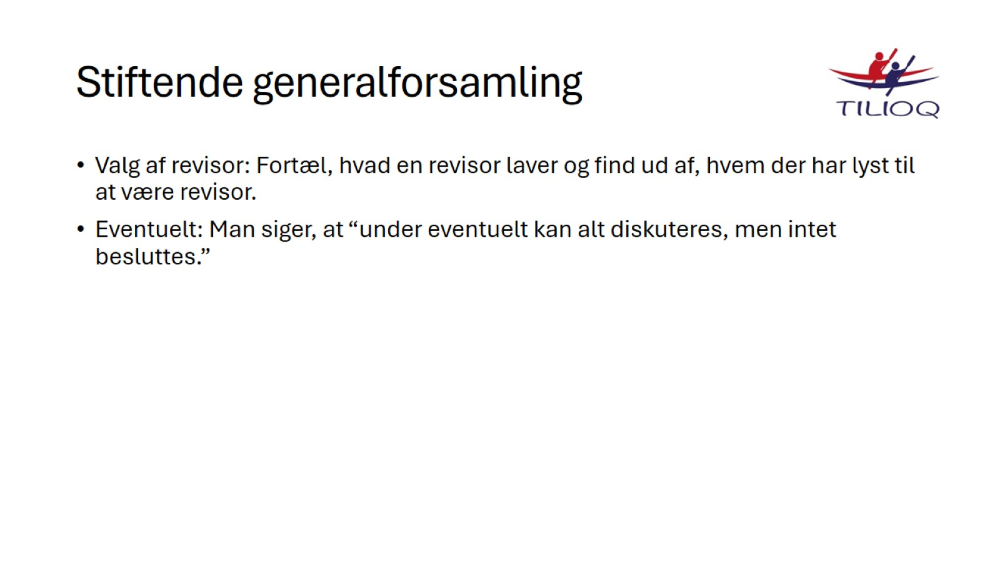 Stiftende generalforsamling
TILIOQ
• Valg af revisor: Fortæl, hvad en revisor laver og find ud af, hvem der har lyst til
at være revisor.
• Eventuelt: Man siger, at “under eventuelt kan alt diskuteres, men intet
besluttes.”